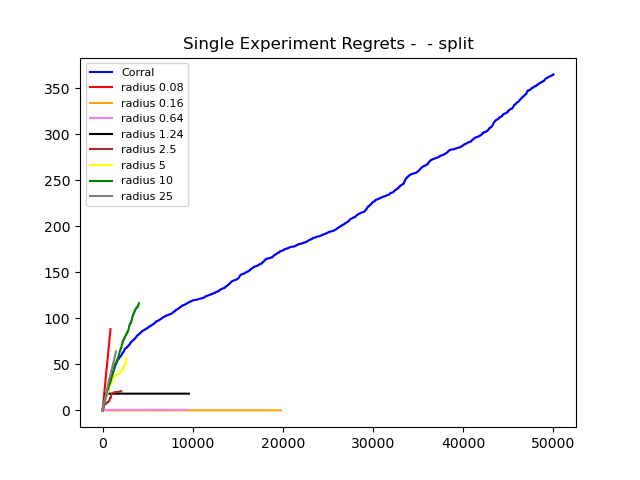 Single Experiment Regrets -  - split
Corral
radius 0.08
radius 0.16
radius 0.64
radius 1.24
radius 2.5
radius 5
radius 10
radius 25
350
300
250
200
150
100
50
0
0 10000 20000 30000 40000 50000